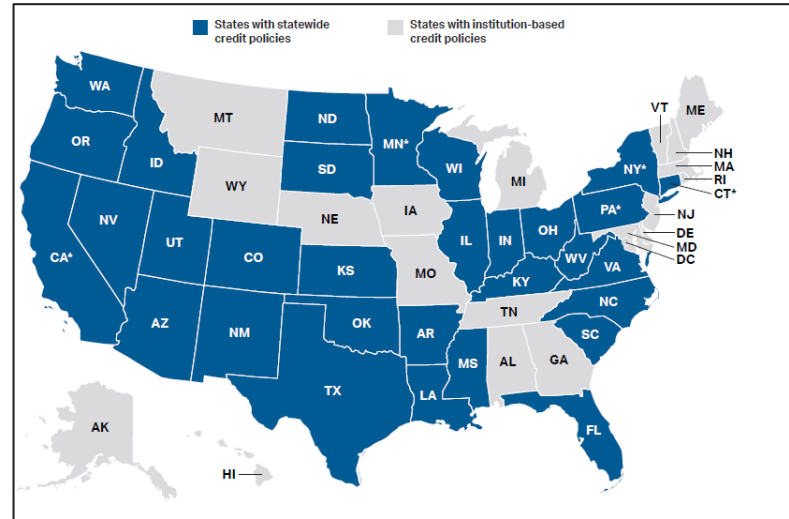 States with statewide
credit policies
States with institution-based
credit policies
WA
MT
ND
MN*
VT
ME
OR
ID
SD
WI
NY*
NH
MA
RI
CT*
WY
MI
PA*
NJ
DE
MD
DC
NV
UT
CO
NE
IA
IL
IN
OH
WV
VA
CA*
KS
MO
KY
NC
AZ
NM
OK
AR
TN
SC
MS
AL
GA
TX
LA
FL
AK
HI